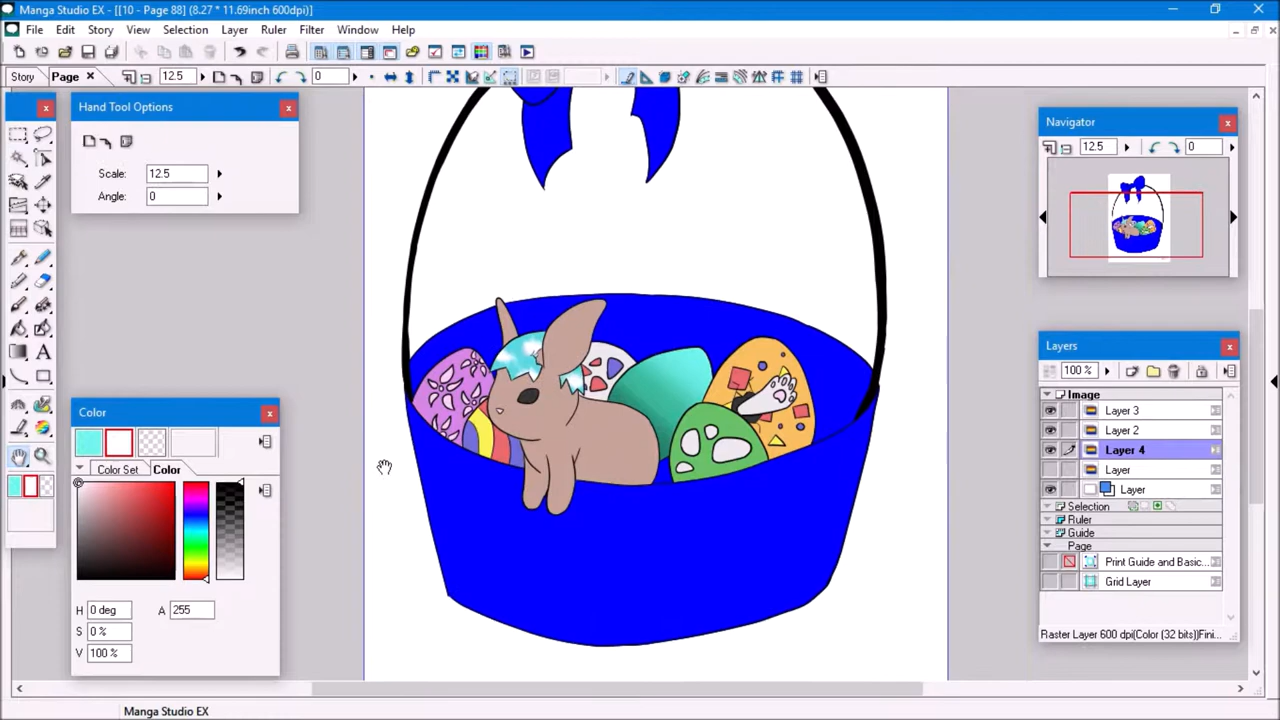 Manga Studio EX - [[10 - Page 88] (8.27 * 11.69inch 600dpi)]
File Edit Story View Selection Layer Ruler Filter Window Help
Story Page 12.5 0
Hand Tool Options
Scale: 12.5
Angle: 0
Navigator
12.5 0
Layers
100 %
Image
Layer 3
Layer 2
Layer 4
Layer
Layer
Selection
Ruler
Guide
Page
Print Guide and Basic...
Grid Layer
Raster Layer 600 dpi(Color (32 bits))Fini...
Color
Color Set Color
H 0 deg A 255
S 0 %
V 100 %
Manga Studio EX